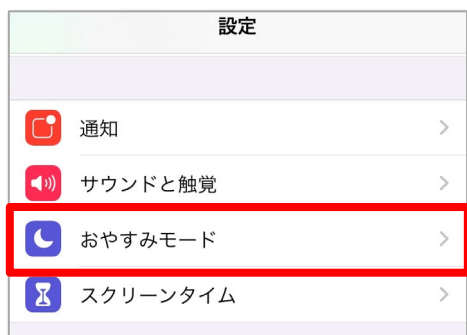 設定
通知
サウンドと触覚
おやすみモード
スクリーンタイム